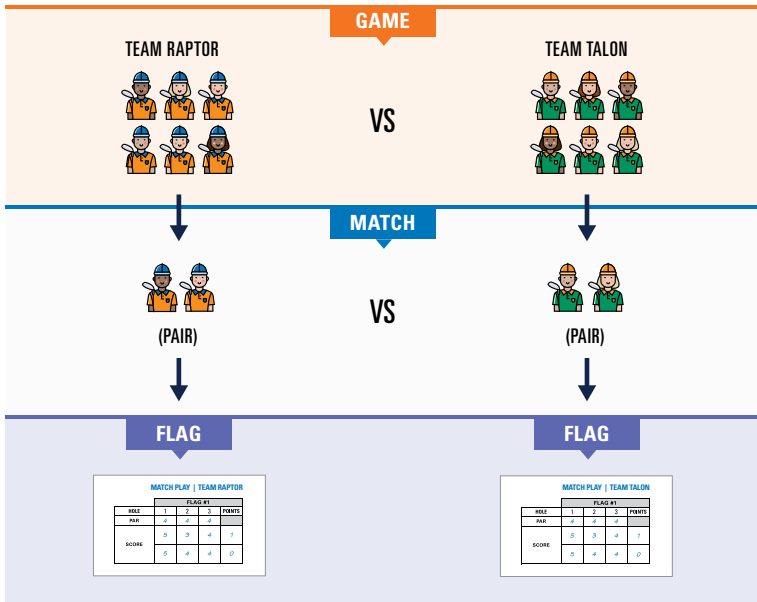 GAME
TEAM RAPTOR
TEAM TALON
VS
MATCH
VS
(PAIR)
(PAIR)
FLAG
FLAG
MATCH PLAY | TEAM RAPTOR
FLAG #1
HOLE 1 2 3 POINTS
PAR 4 4 4
SCORE
5 3 4 1
5 4 4 0
MATCH PLAY | TEAM TALON
FLAG #1
HOLE 1 2 3 POINTS
PAR 4 4 4
SCORE
5 3 4 1
5 4 4 0